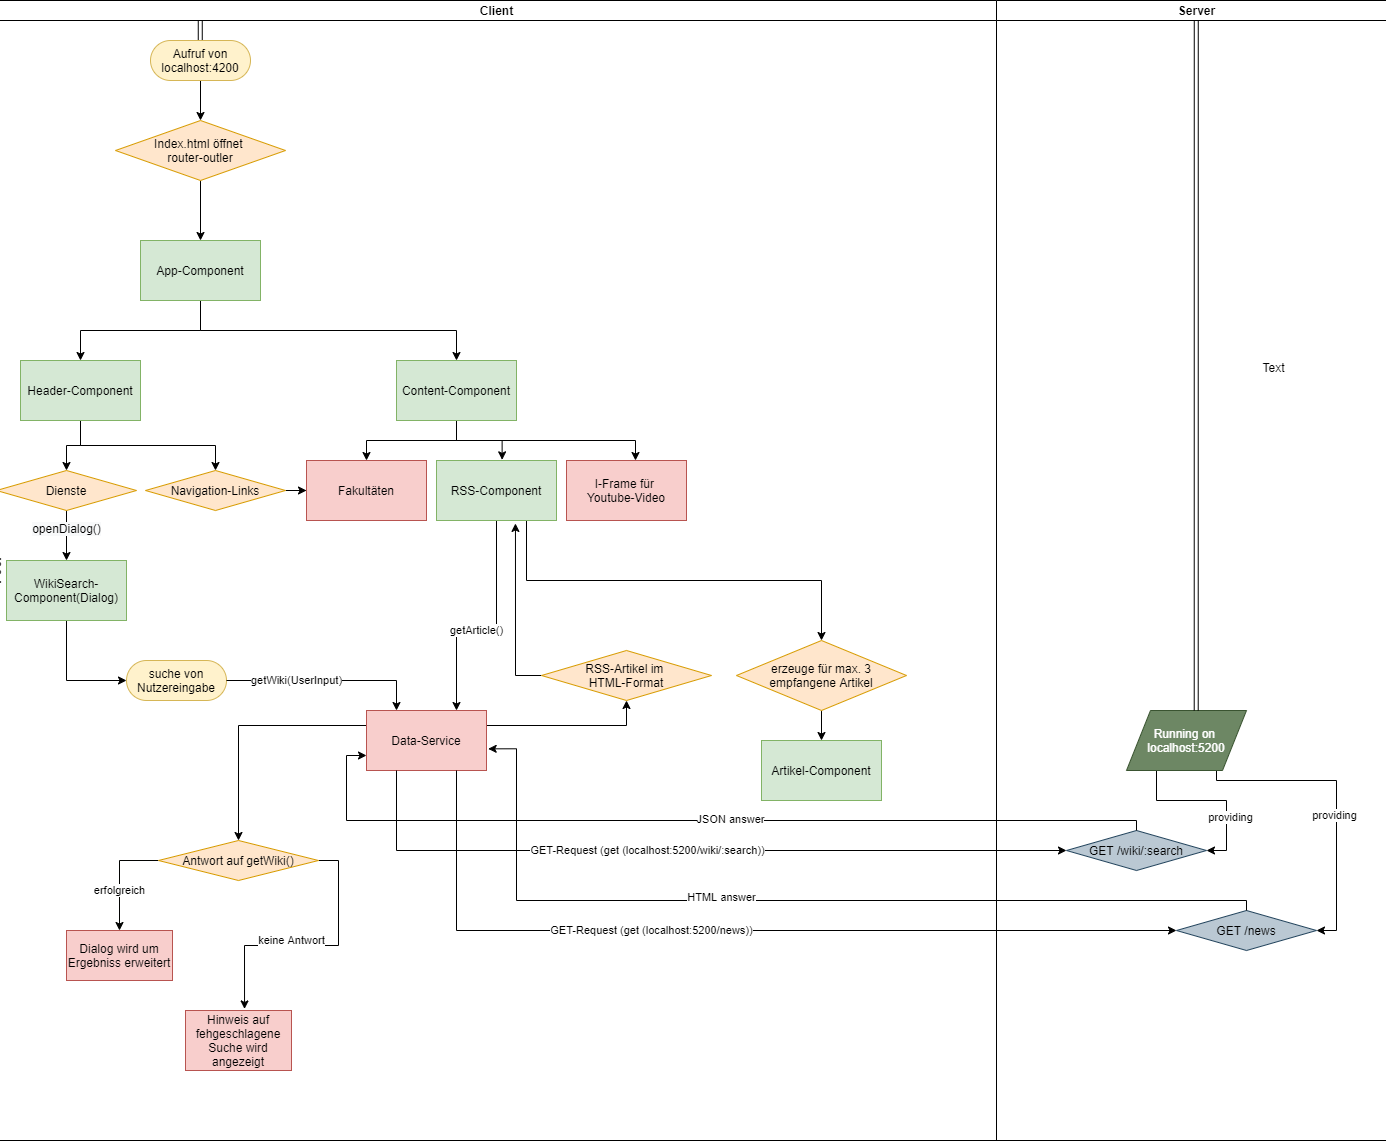 Client
Server
Aufruf von
localhost:4200
Index.html öffnet
router-outler
App-Component
Header-Component
Content-Component
Text
Dienste
Navigation-Links
Fakultäten
RSS-Component
I-Frame für
Youtube-Video
openDialog()
WikiSearch-
Component(Dialog)
getArticle()
suche von
Nutzereingabe
getWiki(UserInput)
RSS-Artikel im
HTML-Format
erzeuge für max. 3
empfangene Artikel
Data-Service
Artikel-Component
Running on
localhost:5200
JSON answer
providing
providing
GET-Request (get (localhost:5200/wiki/:search))
GET /wiki/:search
Antwort auf getWiki()
erfolgreich
HTML answer
GET-Request (get (localhost:5200/news))
GET /news
keine Antwort
Dialog wird um
Ergebniss erweitert
Hinweis auf
fehgeschlagene
Suche wird
angezeigt